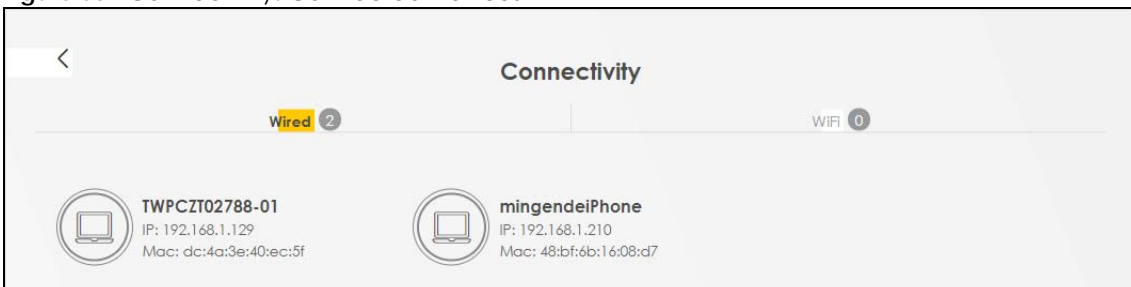 Connectivity
Wired 2
WiFi 0
TWPCZT02788-01
IP: 192.168.1.129
Mac: dc:4a:3e:40:ec:5f
mingendeiPhone
IP: 192.168.1.210
Mac: 48:bf:6b:16:08:d7